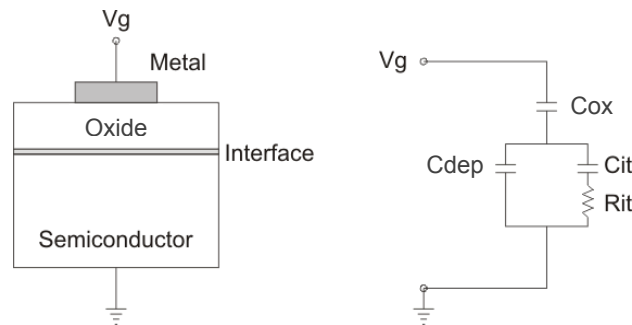 Vg
Metal
Oxide
Interface
Semiconductor
Vg
Cox
Cdep
Cit
Rit